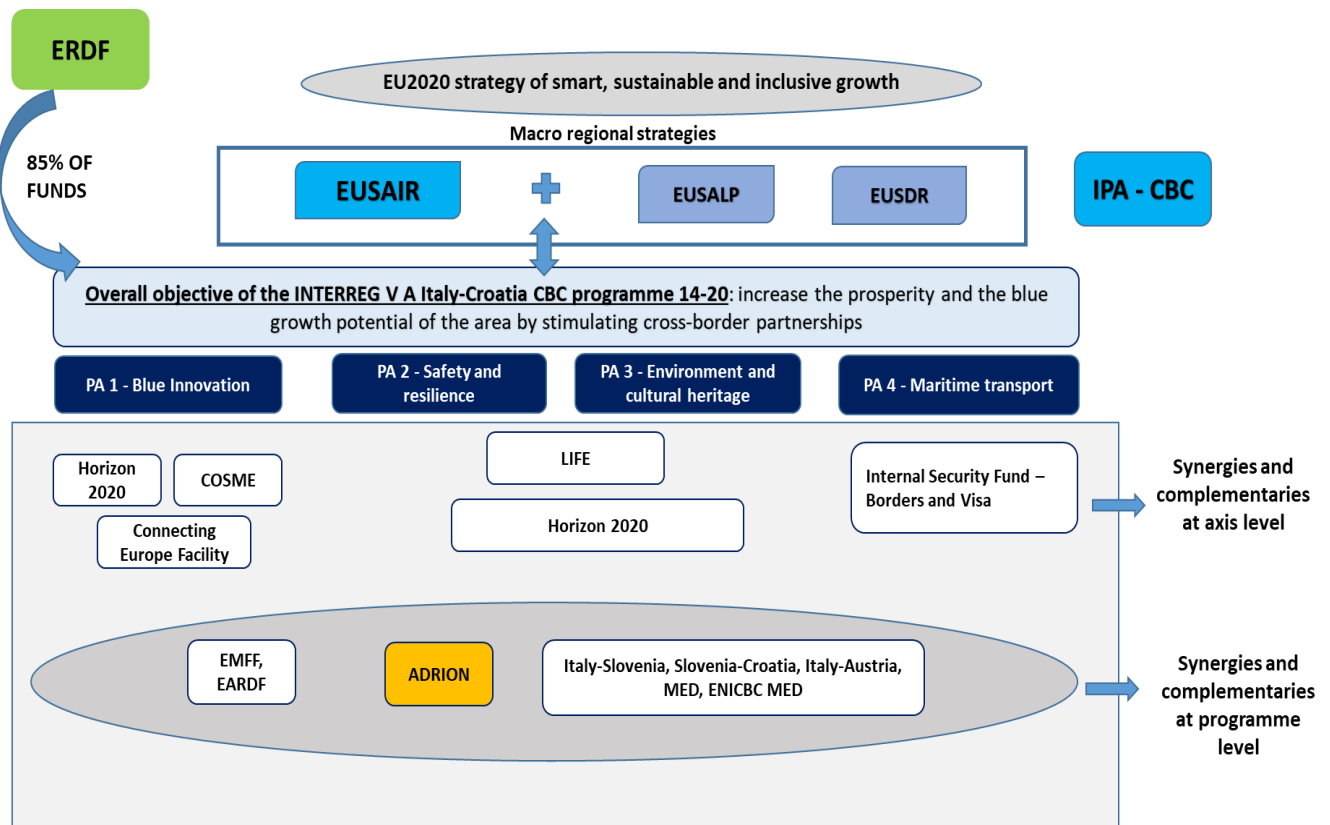 ERDF
EU2020 strategy of smart, sustainable and inclusive growth
Macro regional strategies
85% OF
FUNDS
EUSAIR
EUSALP
EUSDR
IPA - CBC
Overall objective of the INTERREG V A Italy-Croatia CBC programme 14-20: increase the prosperity and the blue
growth potential of the area by stimulating cross-border partnerships
PA 1 - Blue Innovation
PA 2 - Safety and
resilience
PA 3 - Environment and
cultural heritage
PA 4 - Maritime transport
Horizon
2020
COSME
Connecting
Europe Facility
LIFE
Horizon 2020
Internal Security Fund –
Borders and Visa
Synergies and
complementaries
at axis level
EMFF,
EARDF
ADRION
Italy-Slovenia, Slovenia-Croatia, Italy-Austria,
MED, ENICBC MED
Synergies and
complementaries
at programme
level